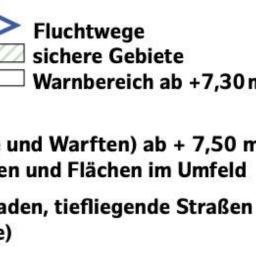 Fluchtwege
sichere Gebiete
Warnbereich ab +7,30 m
und Warften) ab + 7,50 m
en und Flächen im Umfeld
aden, tiefliegende Straßen
e)